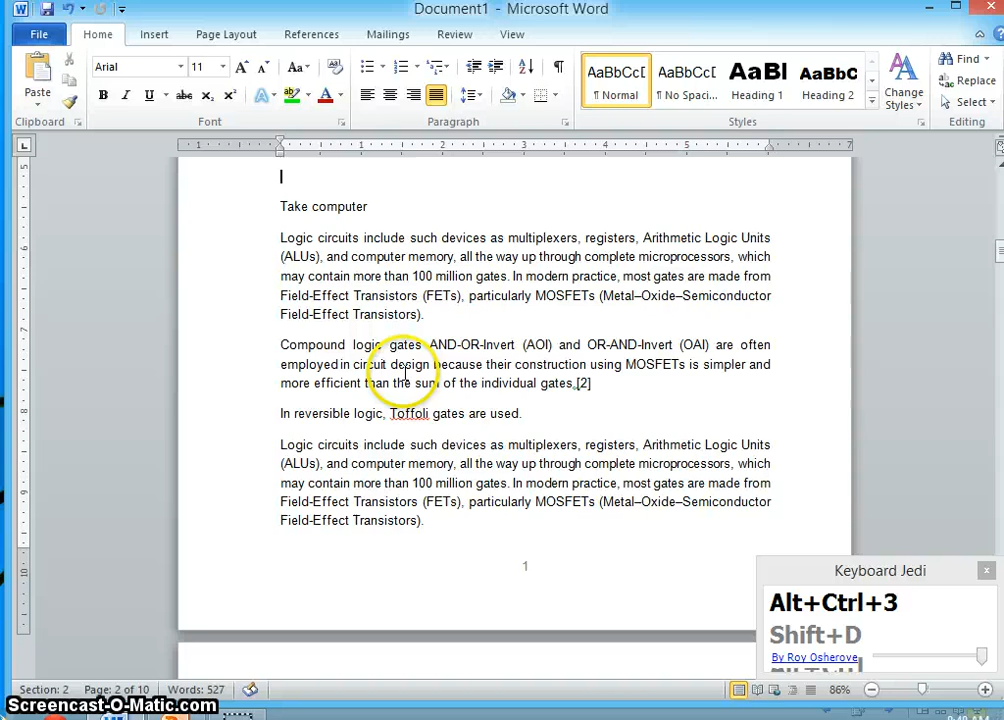 Document1 - Microsoft Word
File Home Insert Page Layout References Mailings Review View
Paste
Clipboard
Arial 11
Font
Paragraph
AaBbCcD AaBbCcD AaBl AaBbC
¶ Normal ¶ No Spaci... Heading 1 Heading 2
Styles
Change Styles
Find
Replace
Select
Editing
Take computer
Logic circuits include such devices as multiplexers, registers, Arithmetic Logic Units
(ALUs), and computer memory, all the way up through complete microprocessors, which
may contain more than 100 million gates. In modern practice, most gates are made from
Field-Effect Transistors (FETs), particularly MOSFETs (Metal–Oxide–Semiconductor
Field-Effect Transistors).
Compound logic gates AND-OR-Invert (AOI) and OR-AND-Invert (OAI) are often
employed in circuit design because their construction using MOSFETs is simpler and
more efficient than the sum of the individual gates.[2]
In reversible logic, Toffoli gates are used.
Logic circuits include such devices as multiplexers, registers, Arithmetic Logic Units
(ALUs), and computer memory, all the way up through complete microprocessors, which
may contain more than 100 million gates. In modern practice, most gates are made from
Field-Effect Transistors (FETs), particularly MOSFETs (Metal–Oxide–Semiconductor
Field-Effect Transistors).
1
Keyboard Jedi
Alt+Ctrl+3
Shift+D
By Roy Osherove
Section: 2 Page: 2 of 10 Words: 527
86%
Screencast-O-Matic.com